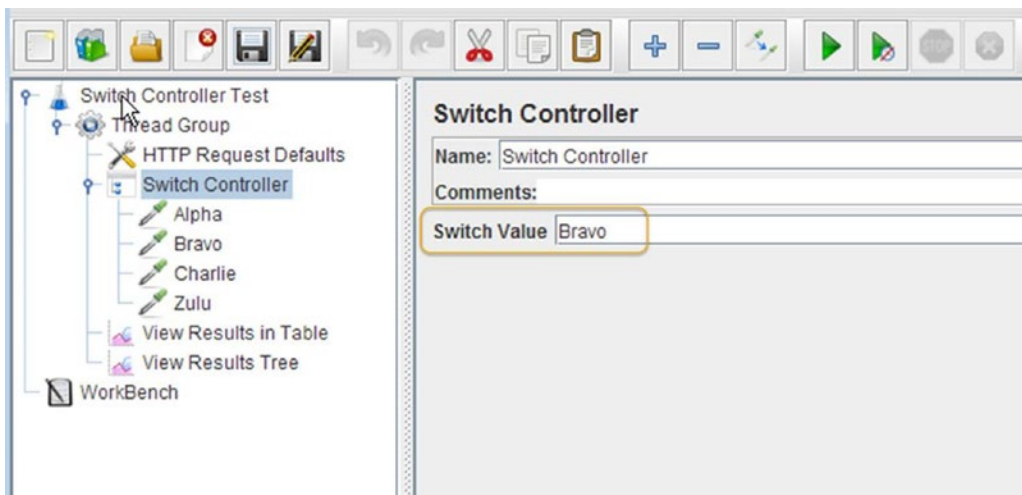 STOP
Switch Controller Test
Thread Group
HTTP Request Defaults
Switch Controller
Alpha
Bravo
Charlie
Zulu
View Results in Table
View Results Tree
WorkBench
Switch Controller
Name: Switch Controller
Comments:
Switch Value Bravo